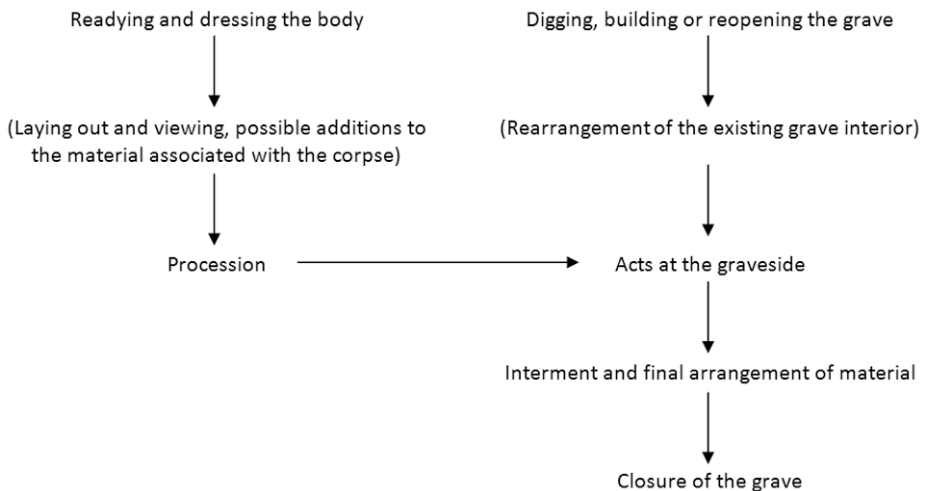 Readying and dressing the body
Digging, building or reopening the grave
(Laying out and viewing, possible additions to
the material associated with the corpse)
(Rearrangement of the existing grave interior)
Procession
Acts at the graveside
Interment and final arrangement of material
Closure of the grave